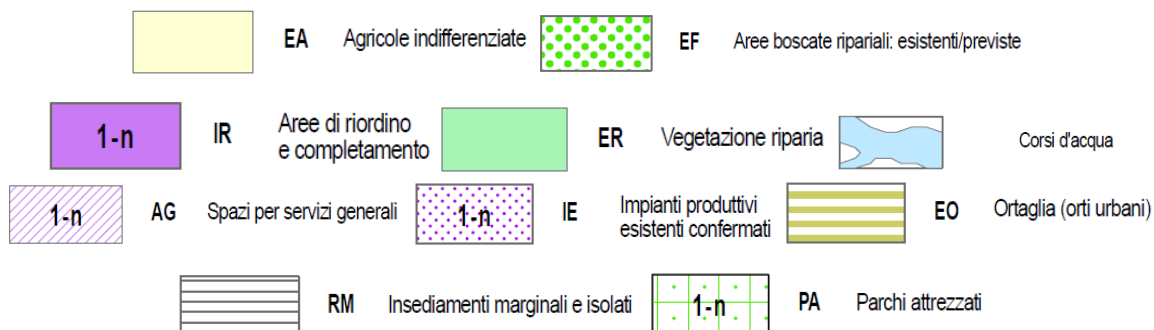 EA Agricole indifferenziate EF Aree boscate ripariali: esistenti/previste
1-n IR Aree di riordino
e completamento ER Vegetazione riparia Corsi d'acqua
1-n AG Spazi per servizi generali 1-n IE Impianti produttivi
esistenti confermati EO Ortaglia (orti urbani)
RM Insediamenti marginali e isolati 1-n PA Parchi attrezzati